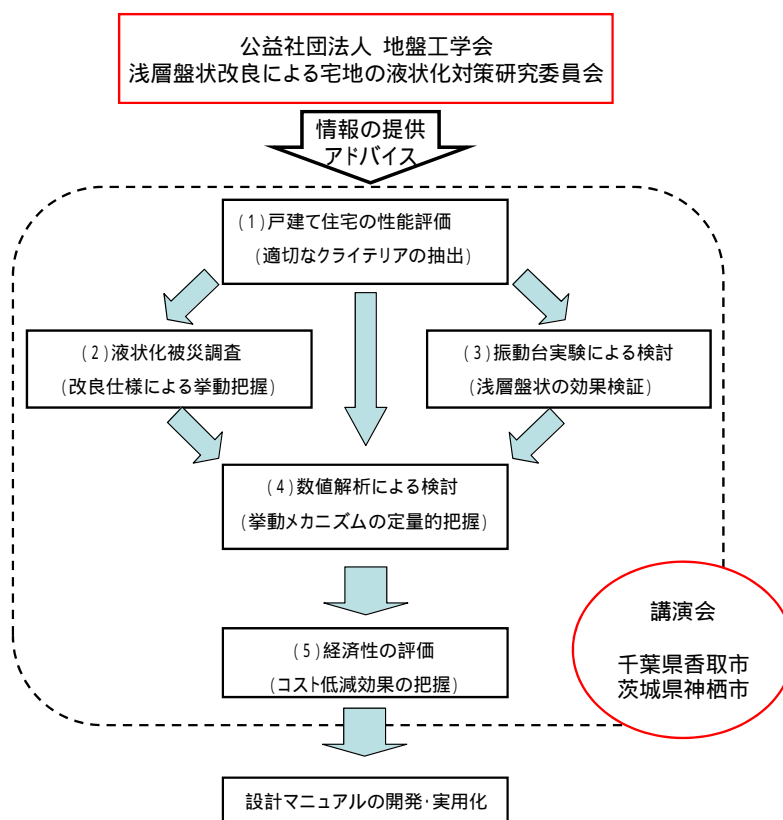 公益社団法人 地盤工学会
浅層盤状改良による宅地の液状化対策研究委員会
情報の提供
アドバイス
(1)戸建て住宅の性能評価
(適切なクライテリアの抽出)
(2)液状化被災調査
(改良仕様による挙動把握)
(3)振動台実験による検討
(浅層盤状の効果検証)
(4)数値解析による検討
(挙動メカニズムの定量的把握)
(5)経済性の評価
(コスト低減効果の把握)
講演会
千葉県香取市
茨城県神栖市
設計マニュアルの開発・実用化